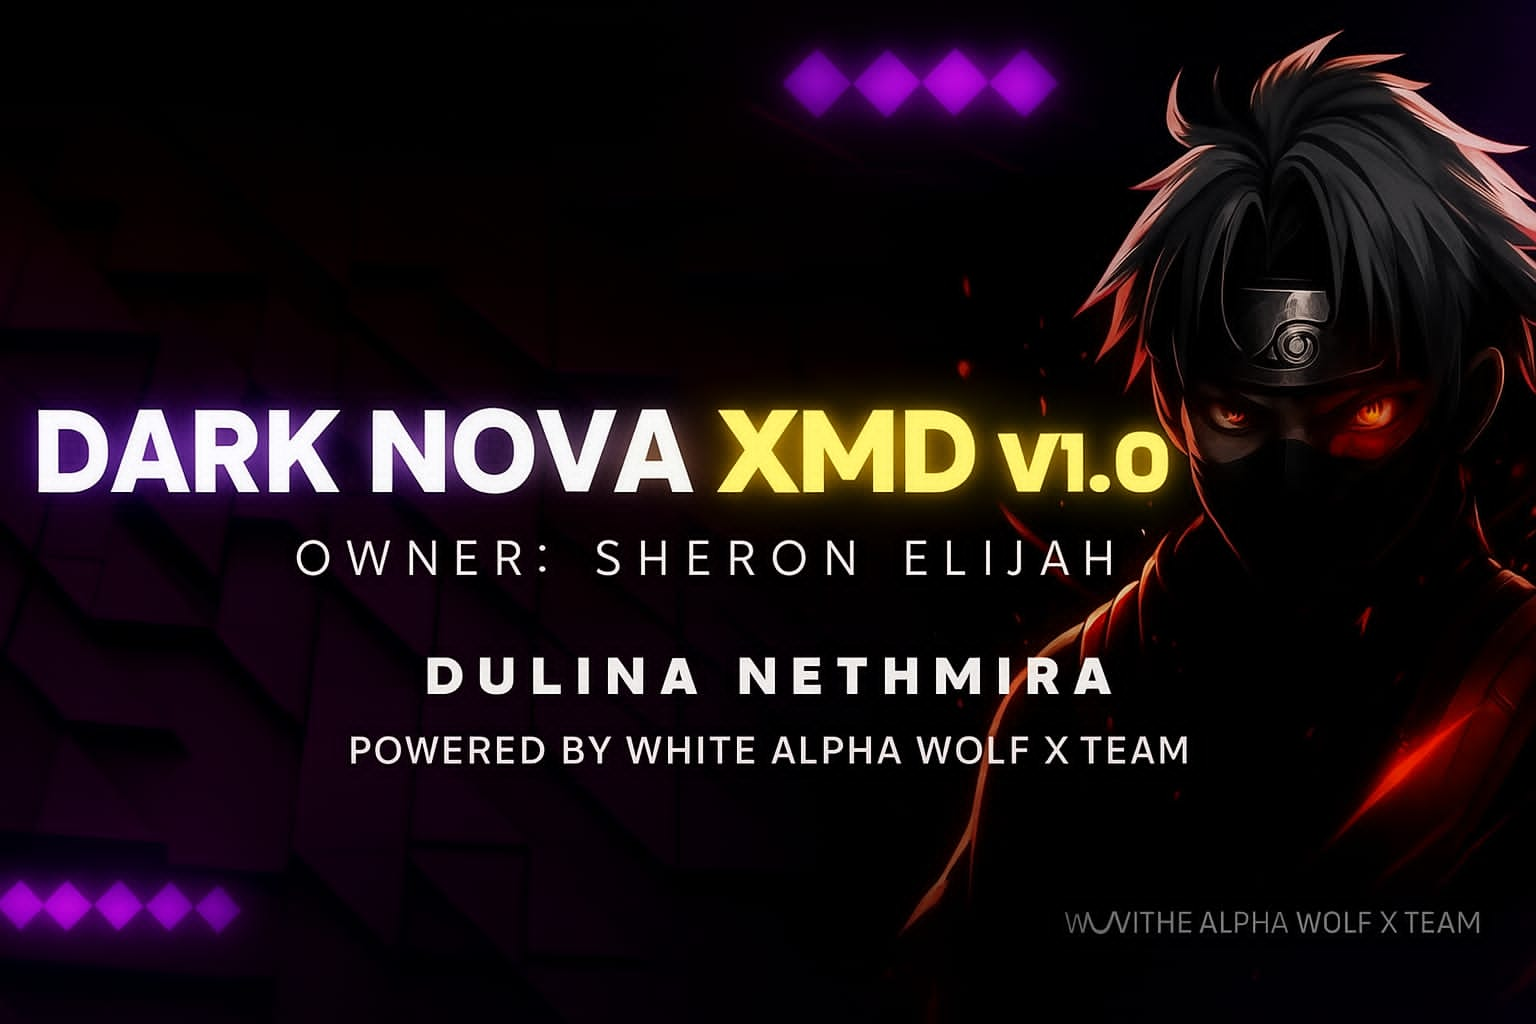 DARK NOVA XMD V1.0
OWNER: SHERON ELIJAH
DULINA NETHMIRA
POWERED BY WHITE ALPHA WOLF X TEAM
ALPHA WOLF X TEAM